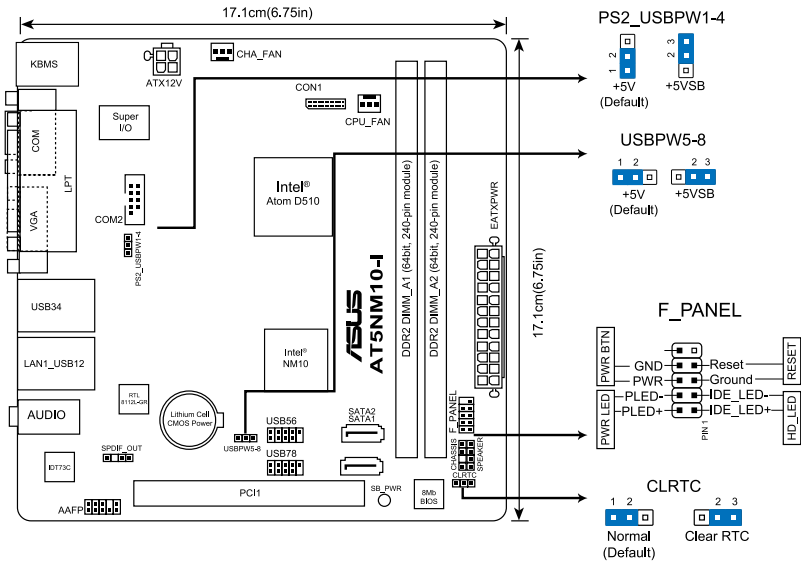 17.1cm(6.75in)
PS2_USBPW1-4
2
1
+5V
(Default)
3
2
+5VSB
KBMS
ATX12V
CHA_FAN
CON1
CPU_FAN
Super
I/O
COM
LPT
VGA
COM2
PS2_USBPW1-4
Intel®
Atom D510
USBPW5-8
1 2
+5V
(Default)
2 3
+5VSB
DDR2 DIMM_A1 (64bit, 240-pin module)
DDR2 DIMM_A2 (64bit, 240-pin module)
EATXPWR
17.1cm(6.75in)
ASUS
AT5NM10-I
USB34
LAN1_USB12
AUDIO
Intel®
NM10
RTL
8112L-GR
Lithium Cell
CMOS Power
SPDIF_OUT
IDT73C
AAFP
USBPW5-8
USB56
USB78
SATA2
SATA1
F_PANEL
CHASSIS
SPEAKER
CLRTC
PCI1
SB_PWR
8Mb
BIOS
F_PANEL
PWR BTN
GND
PWR
Reset
Ground
RESET
PWR LED
PLED-
PLED+
IDE_LED-
IDE_LED+
HD_LED
PIN 1
CLRTC
1 2
Normal
(Default)
2 3
Clear RTC